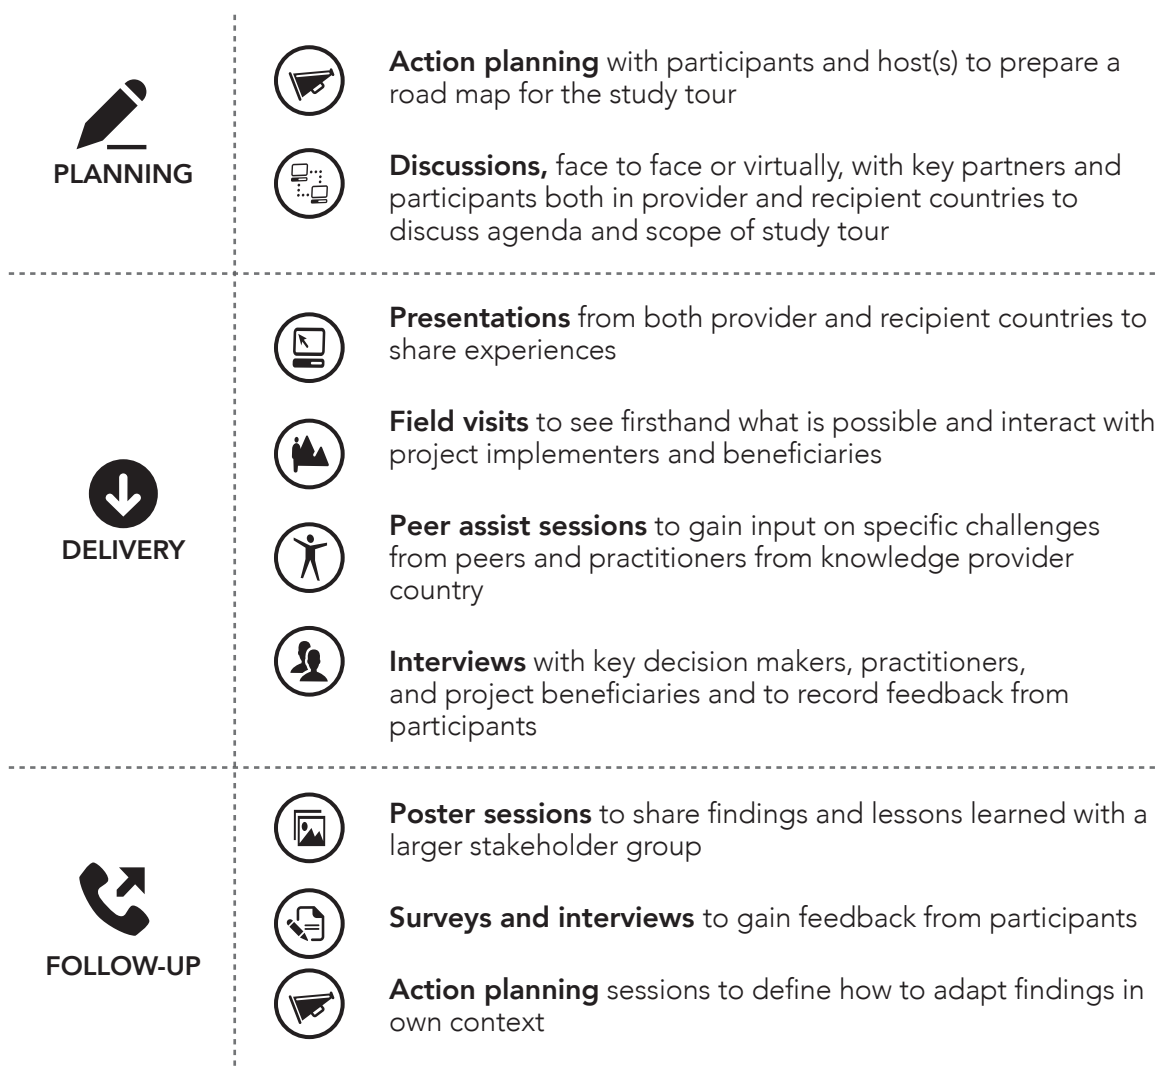 PLANNING
Action planning with participants and host(s) to prepare a
road map for the study tour
Discussions, face to face or virtually, with key partners and
participants both in provider and recipient countries to
discuss agenda and scope of study tour
DELIVERY
Presentations from both provider and recipient countries to
share experiences
Field visits to see firsthand what is possible and interact with
project implementers and beneficiaries
Peer assist sessions to gain input on specific challenges
from peers and practitioners from knowledge provider
country
Interviews with key decision makers, practitioners,
and project beneficiaries and to record feedback from
participants
FOLLOW-UP
Poster sessions to share findings and lessons learned with a
larger stakeholder group
Surveys and interviews to gain feedback from participants
Action planning sessions to define how to adapt findings in
own context